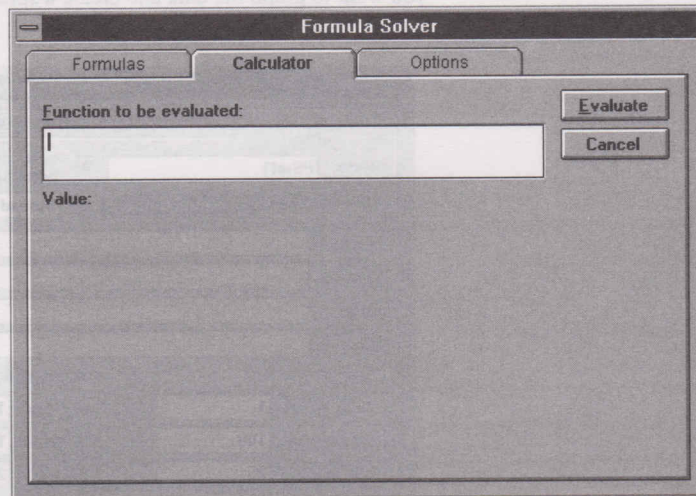 Formula Solver
Formulas Calculator Options
Function to be evaluated:
Evaluate
Cancel
Value: